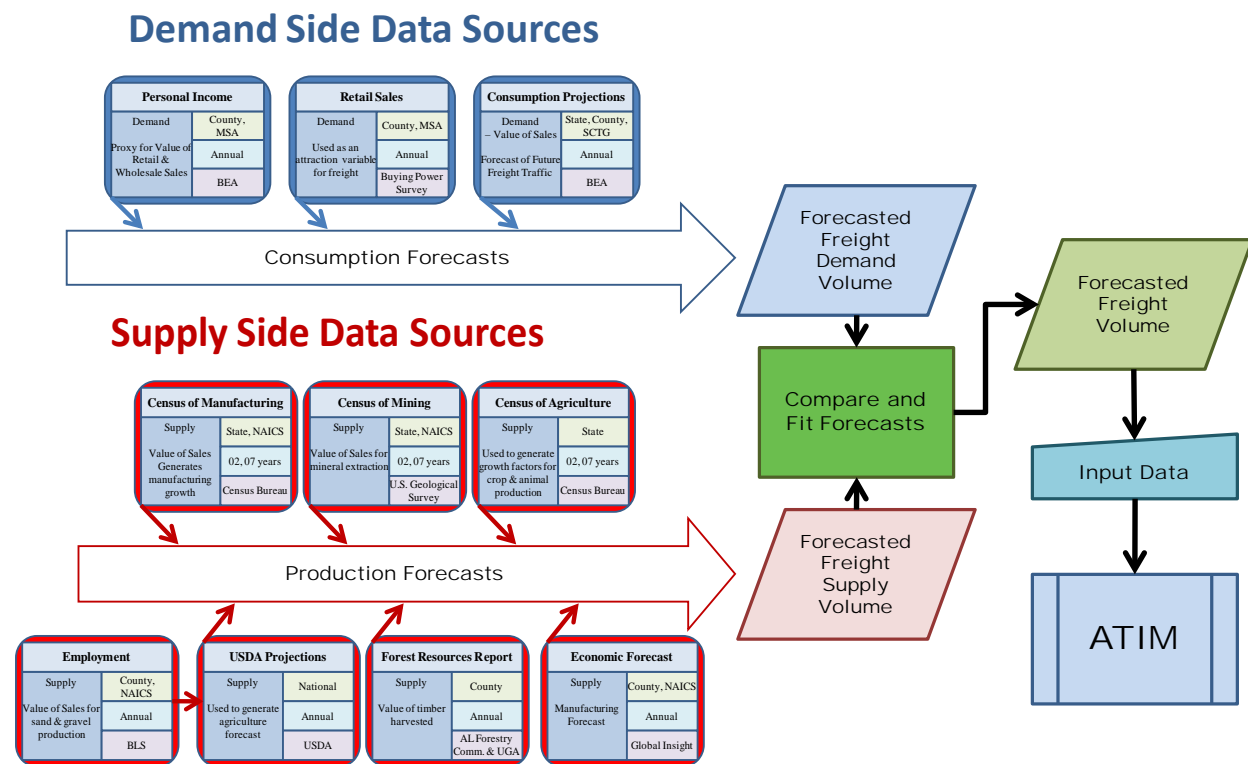 Demand Side Data Sources
Personal Income
Demand
Proxy for Value of
Retail &
Wholesale Sales
County,
MSA
Annual
BEA
Retail Sales
Demand
Used as an
attraction variable
for freight
County, MSA
Annual
Buying Power
Survey
Consumption Projections
Demand
– Value of Sales
Forecast of Future
Freight Traffic
State, County,
SCTG
Annual
BEA
Consumption Forecasts
Forecasted
Freight
Demand
Volume
Supply Side Data Sources
Census of Manufacturing
Supply
Value of Sales
Generates
manufacturing
growth
State, NAICS
02, 07 years
Census Bureau
Census of Mining
Supply
Value of Sales for
mineral extraction
State, NAICS
02, 07 years
U.S. Geological
Survey
Census of Agriculture
Supply
Used to generate
growth factors for
crop & animal
production
State
02, 07 years
Census Bureau
Production Forecasts
Forecasted
Freight
Supply
Volume
Employment
Supply
Value of Sales for
sand & gravel
production
County,
NAICS
Annual
BLS
USDA Projections
Supply
Used to generate
agriculture
forecast
National
Annual
USDA
Forest Resources Report
Supply
Value of timber
harvested
County
Annual
AL Forestry
Comm. & UGA
Economic Forecast
Supply
Manufacturing
Forecast
County, NAICS
Annual
Global Insight
Compare and
Fit Forecasts
Forecasted
Freight
Volume
Input Data
ATIM